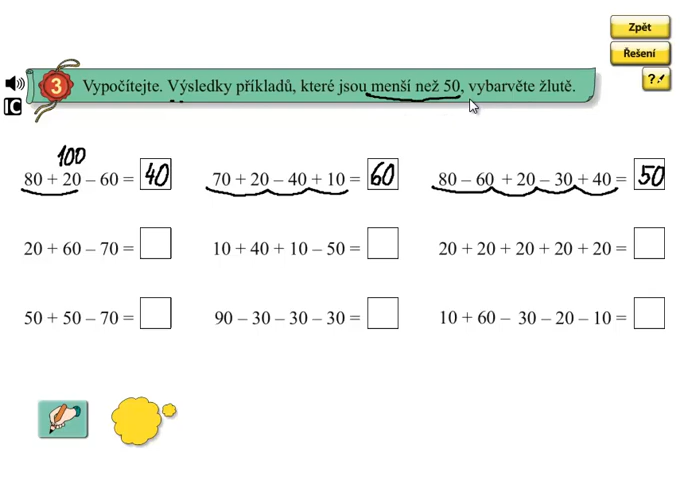 Zpět
Řešení
?
3 Vypočítejte. Výsledky příkladů, které jsou menší než 50, vybarvěte žlutě.
IC
100
80 + 20 – 60 = 40
70 + 20 – 40 + 10 = 60
80 – 60 + 20 – 30 + 40 = 50
20 + 60 – 70 =
10 + 40 + 10 – 50 =
20 + 20 + 20 + 20 + 20 =
50 + 50 – 70 =
90 – 30 – 30 – 30 =
10 + 60 – 30 – 20 – 10 =